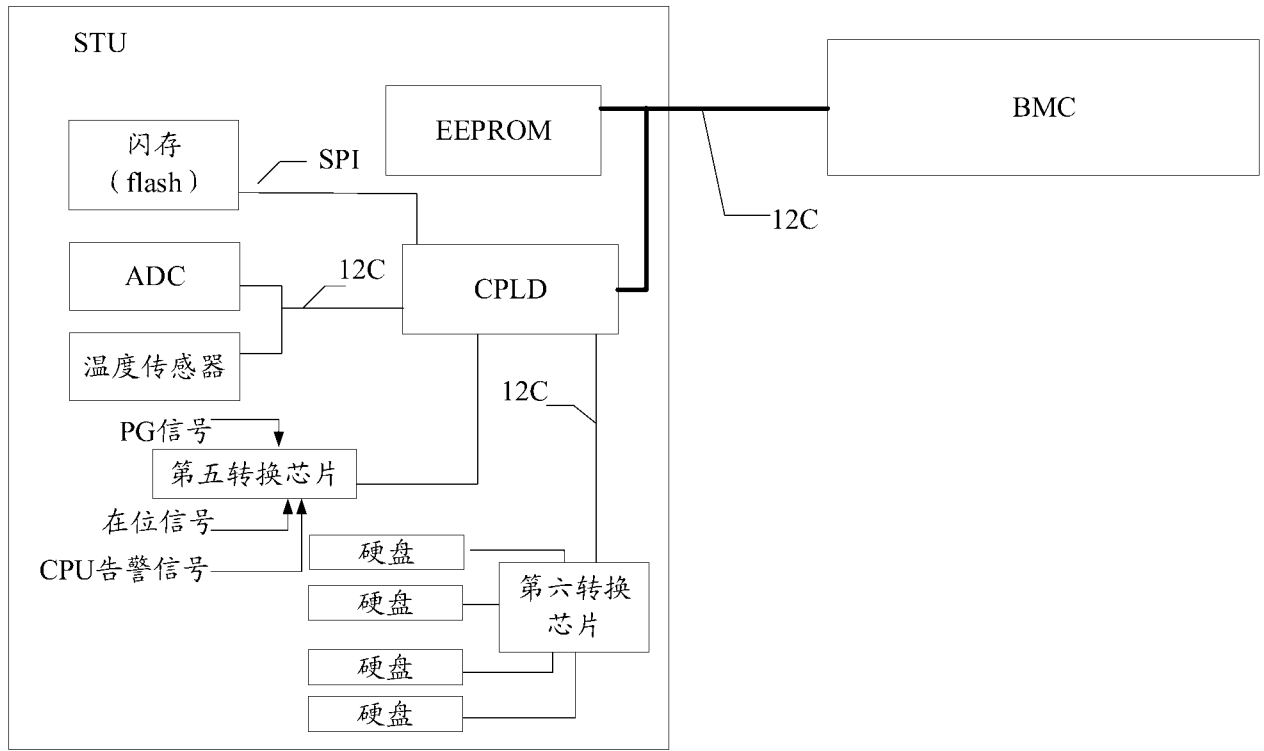 STU
BMC
EEPROM
闪存
（flash）
SPI
12C
ADC
12C
CPLD
温度传感器
12C
PG信号
第五转换芯片
在位信号
CPU告警信号
硬盘
第六转换
芯片
硬盘
硬盘
硬盘